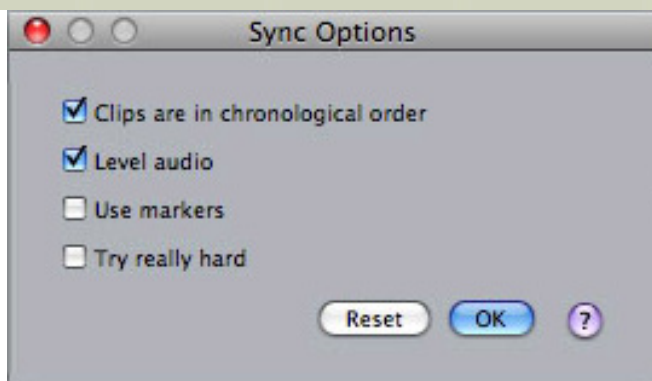 Sync Options
Clips are in chronological order
Level audio
Use markers
Try really hard
Reset OK ?